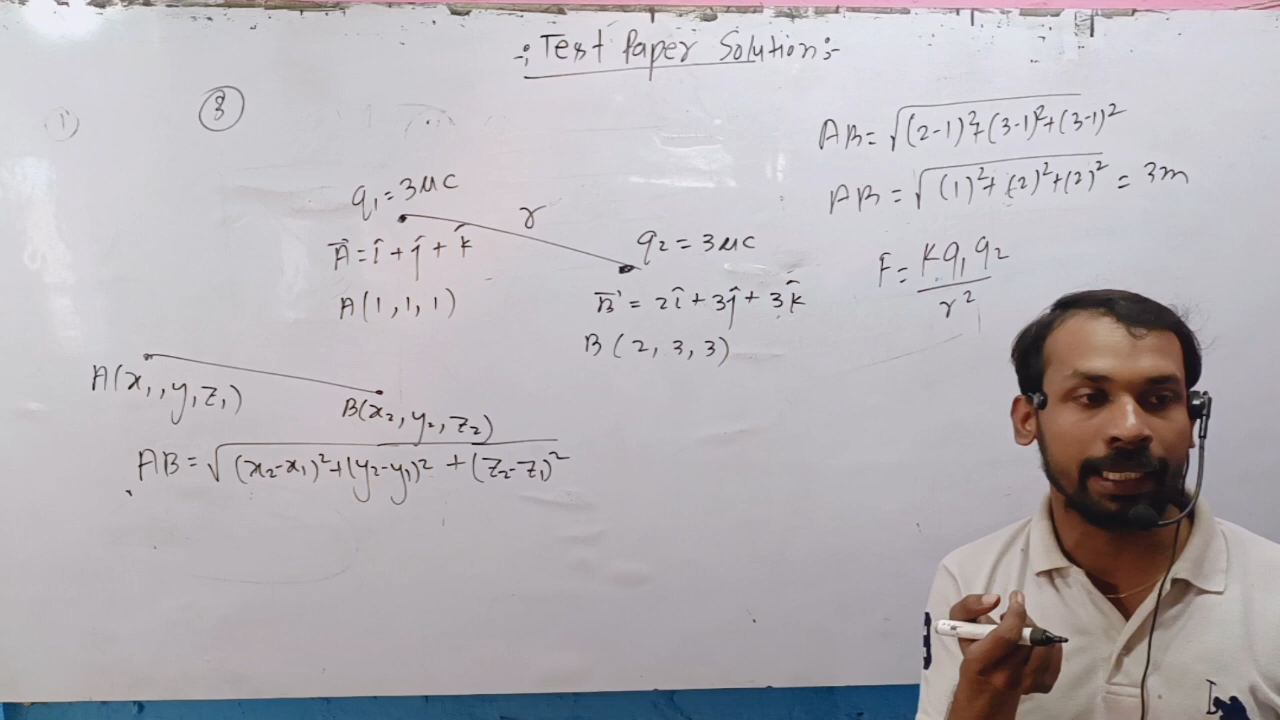 -:, Test Paper Solution :-
①
③
q₁ = 3μC
r
A⃗ = î + ĵ + k̂
A(1, 1, 1)
q₂ = 3μC
B⃗ = 2î + 3ĵ + 3k̂
B(2, 3, 3)
A(x₁, y₁ z₁)
B(x₂, y₂, z₂)
AB = √(x₂-x₁)²+(y₂-y₁)² + (z₂-z₁)²
AB = √(2-1)²+(3-1)²+(3-1)²
AB = √(1)²+(2)²+(2)² = 3m
F = Kq₁q₂
r²